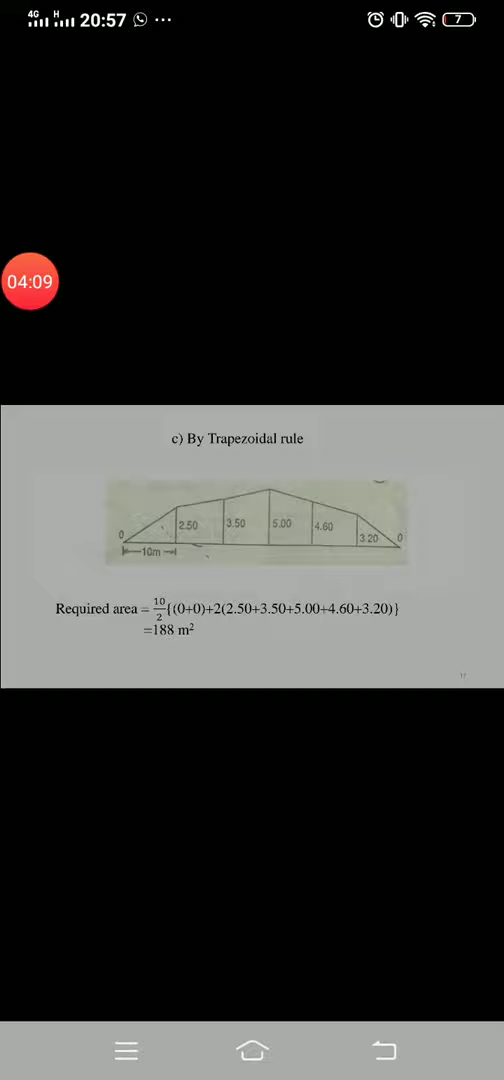 4G H 20:57 ...
7
04:09
c) By Trapezoidal rule
0 2.50 3.50 5.00 4.60 3.20 0
10m
Required area = 10/2{(0+0)+2(2.50+3.50+5.00+4.60+3.20)}
=188 m²